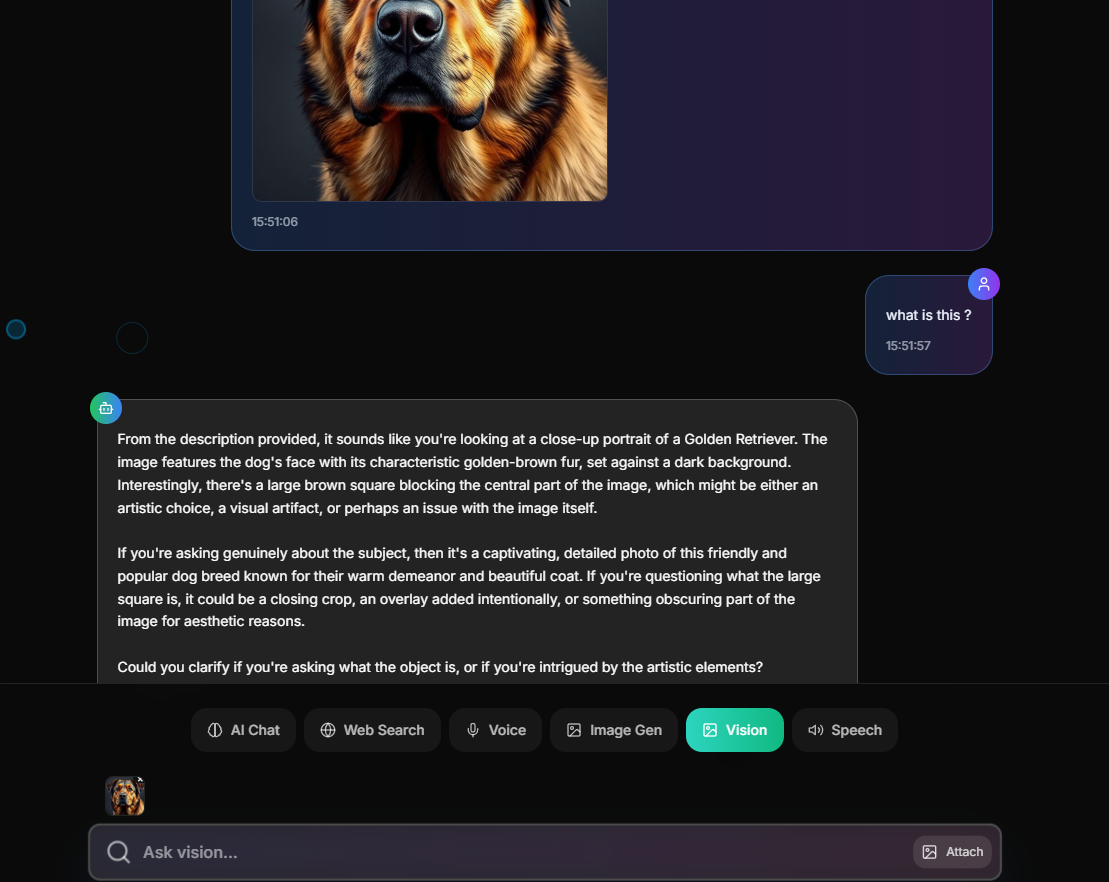 15:51:06
what is this ?
15:51:57
From the description provided, it sounds like you're looking at a close-up portrait of a Golden Retriever. The
image features the dog's face with its characteristic golden-brown fur, set against a dark background.
Interestingly, there's a large brown square blocking the central part of the image, which might be either an
artistic choice, a visual artifact, or perhaps an issue with the image itself.
If you're asking genuinely about the subject, then it's a captivating, detailed photo of this friendly and
popular dog breed known for their warm demeanor and beautiful coat. If you're questioning what the large
square is, it could be a closing crop, an overlay added intentionally, or something obscuring part of the
image for aesthetic reasons.
Could you clarify if you're asking what the object is, or if you're intrigued by the artistic elements?
AI Chat
Web Search
Voice
Image Gen
Vision
Speech
Ask vision...
Attach